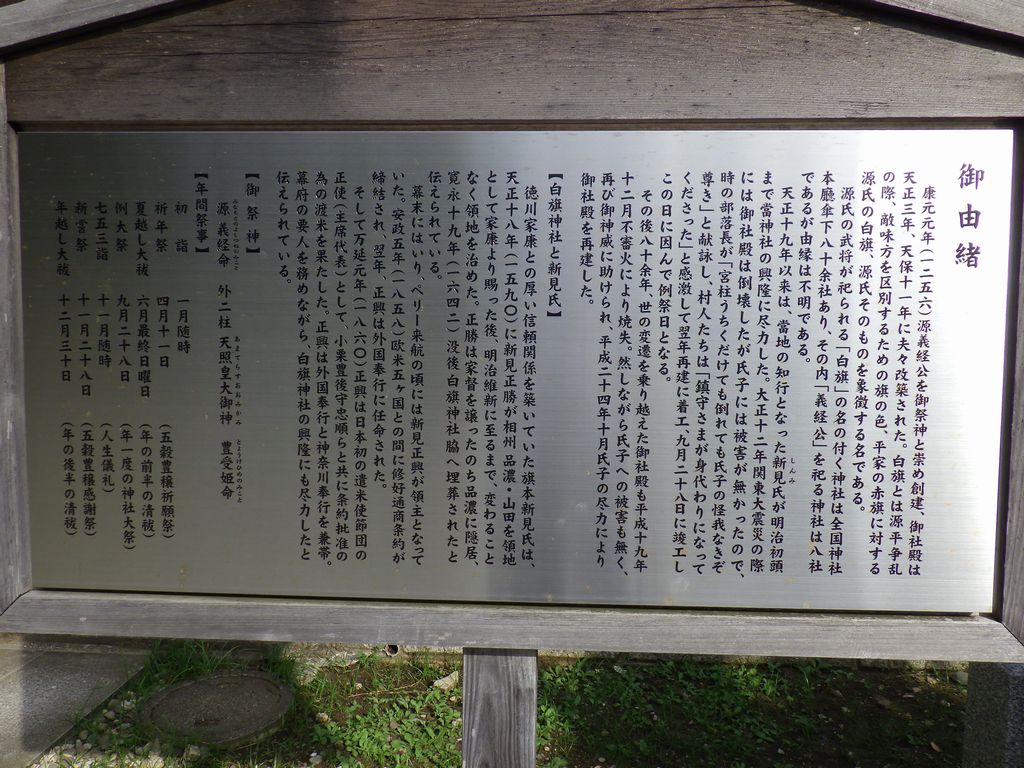 御由緒
康元元年(一二五六)源義経公を御祭神と崇め創建、御社殿は
天正三年、天保十一年に夫々改築された。白旗とは源平争乱
の際、敵味方を区別するための旗の色、平家の赤旗に対する
源氏の白旗、源氏そのものを象徴する名である。
源氏の武将が祀られる「白旗」の名の付く神社は全国神社
本庁傘下八十余社あり、その内「義経公」を祀る神社は八社
であるが由縁は不明である。
天正十九年以来は、当地の知行となった新見氏が明治初頭
しんみ
まで當神社の興隆に尽力した。大正十二年関東大震災の際
には御社殿は倒壊したが氏子には被害が無かったので、
時の部落長が「宮柱うちくだけても倒れても氏子の怪我なきぞ
尊き」と献詠し、村人たちは「鎮守さまが身代わりになって
くださった」と感激して翌年再建に着工九月二十八日に竣工し
この日に因んで例祭日となる。
その後八十余年、世の変遷を乗り越えた御社殿も平成十九年
十二月不審火により焼失。然しながら氏子への被害も無く、
再び御神威に助けられ、平成二十四年十月氏子の尽力により
御社殿を再建した。
【白旗神社と新見氏】
徳川家康との厚い信頼関係を築いていた旗本新見氏は、
天正十八年(一五九〇)に新見正勝が相州 品濃・山田を領地
として家康より賜った後、明治維新に至るまで、変わること
なく領地を治めた。正勝は家督を譲ったのち品濃に隠居、
寛永十九年(一六四二)没後白旗神社脇へ埋葬されたと
伝えられている。
幕末にはいり、ペリー来航の頃には新見正興が領主となって
いた。安政五年(一八五八)欧米五ヶ国との間に修好通商条約が
締結され、翌年、正興は外国奉行に任命された。
そして万延元年(一八六〇)正興は日本初の遣米使節団の
正使(主席代表)として、小栗豊後守忠順らと共に条約批准の
為の渡米を果たした。正興は外国奉行と神奈川奉行を兼帯。
幕府の要人を務めながら、白旗神社の興隆にも尽力したと
伝えられている。
【御祭神】
源義経命 外二柱 天照皇大御神 豊受姫命
みなもとのよしつねのみこと あまてらすおおみかみ とようけひめのみこと
【年間祭事】
初詣 一月随時
祈年祭 四月十一日 (五穀豊穣祈願祭)
夏越し大祓 六月最終日曜日 (年の前半の清祓)
例大祭 九月二十八日 (年一度の神社大祭)
七五三詣 十一月随時 (人生儀礼)
新嘗祭 十一月二十八日 (五穀豊穣感謝祭)
年越し大祓 十二月三十日 (年の後半の清祓)